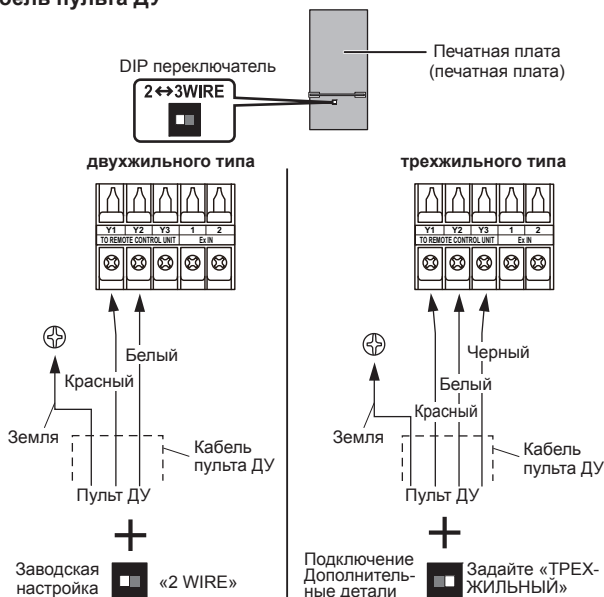 бель пульта ДУ
DIP переключатель
2↔3WIRE
Печатная плата
(печатная плата)
двухжильного типа
Y1 Y2 Y3 1 2
TO REMOTE CONTROL UNIT Ex IN
Белый
Красный
Земля
Кабель
пульта ДУ
Пульт ДУ
+
Заводская
настройка
«2 WIRE»
трехжильного типа
Y1 Y2 Y3 1 2
TO REMOTE CONTROL UNIT Ex IN
Черный
Белый
Красный
Земля
Кабель
пульта ДУ
Пульт ДУ
+
Подключение
Дополнитель-
ные детали
Задайте «ТРЕХ-
ЖИЛЬНЫЙ»